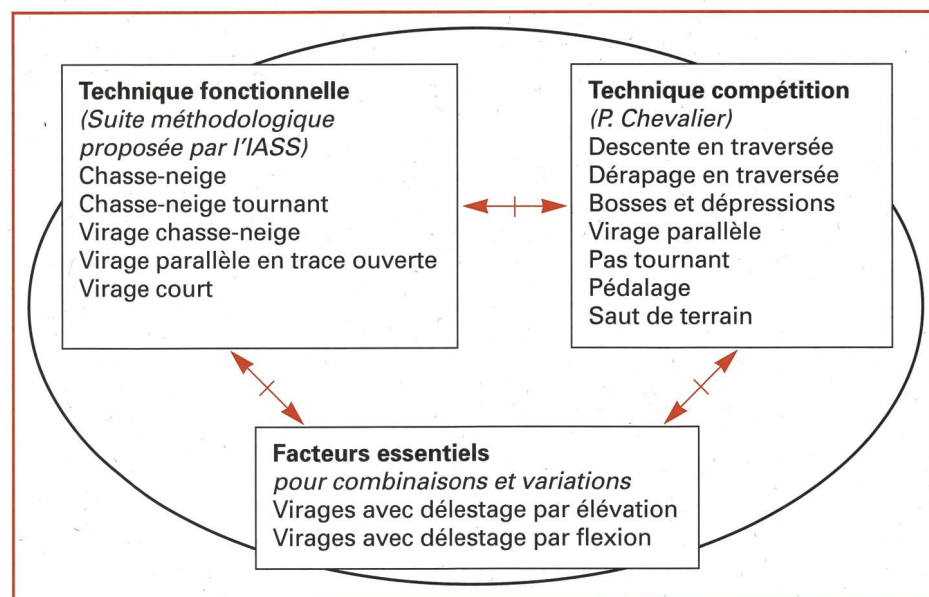 Technique fonctionnelle
(Suite méthodologique
proposée par l'IASS)
Chasse-neige
Chasse-neige tournant
Virage chasse-neige
Virage parallèle en trace ouverte
Virage court
Technique compétition
(P. Chevalier)
Descente en traversée
Dérapage en traversée
Bosses et dépressions
Virage parallèle
Pas tournant
Pédalage
Saut de terrain
Facteurs essentiels
pour combinaisons et variations
Virages avec délestage par élévation
Virages avec délestage par flexion